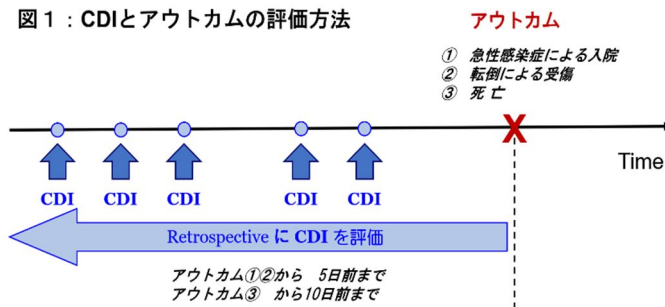 図１：CDIとアウトカムの評価方法
アウトカム
① 急性感染症による入院
② 転倒による受傷
③ 死亡
X
Time
CDI CDI CDI CDI CDI
Retrospective に CDI を評価
アウトカム①②から 5日前まで
アウトカム③ から10日前まで